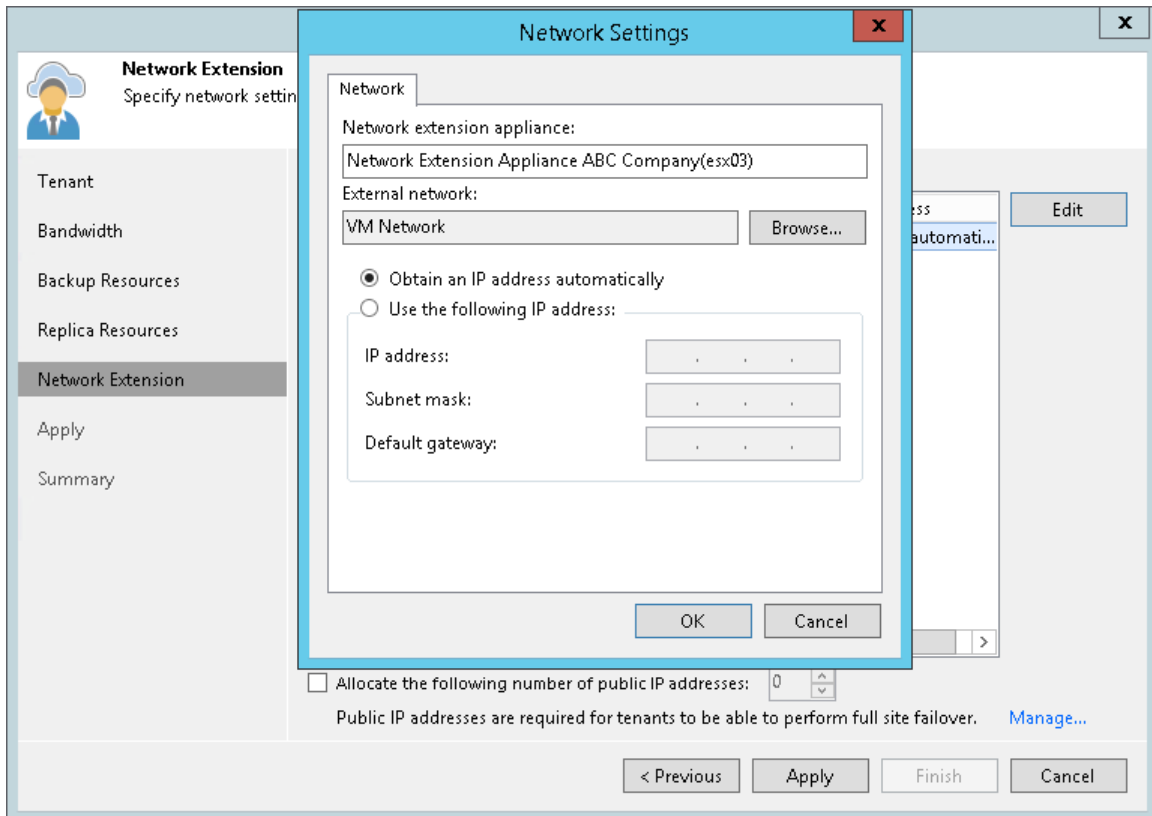 Network Settings
x
x
Network Extension
Specify network settin
Tenant
Bandwidth
Backup Resources
Replica Resources
Network Extension
Apply
Summary
Network
Network extension appliance:
Network Extension Appliance ABC Company(esx03)
External network:
VM Network
Browse...
Obtain an IP address automatically
Use the following IP address:
IP address:
. . .
Subnet mask:
. . .
Default gateway:
. . .
OK
Cancel
ess
automati...
Edit
>
Allocate the following number of public IP addresses: 0
Public IP addresses are required for tenants to be able to perform full site failover. Manage...
< Previous
Apply
Finish
Cancel